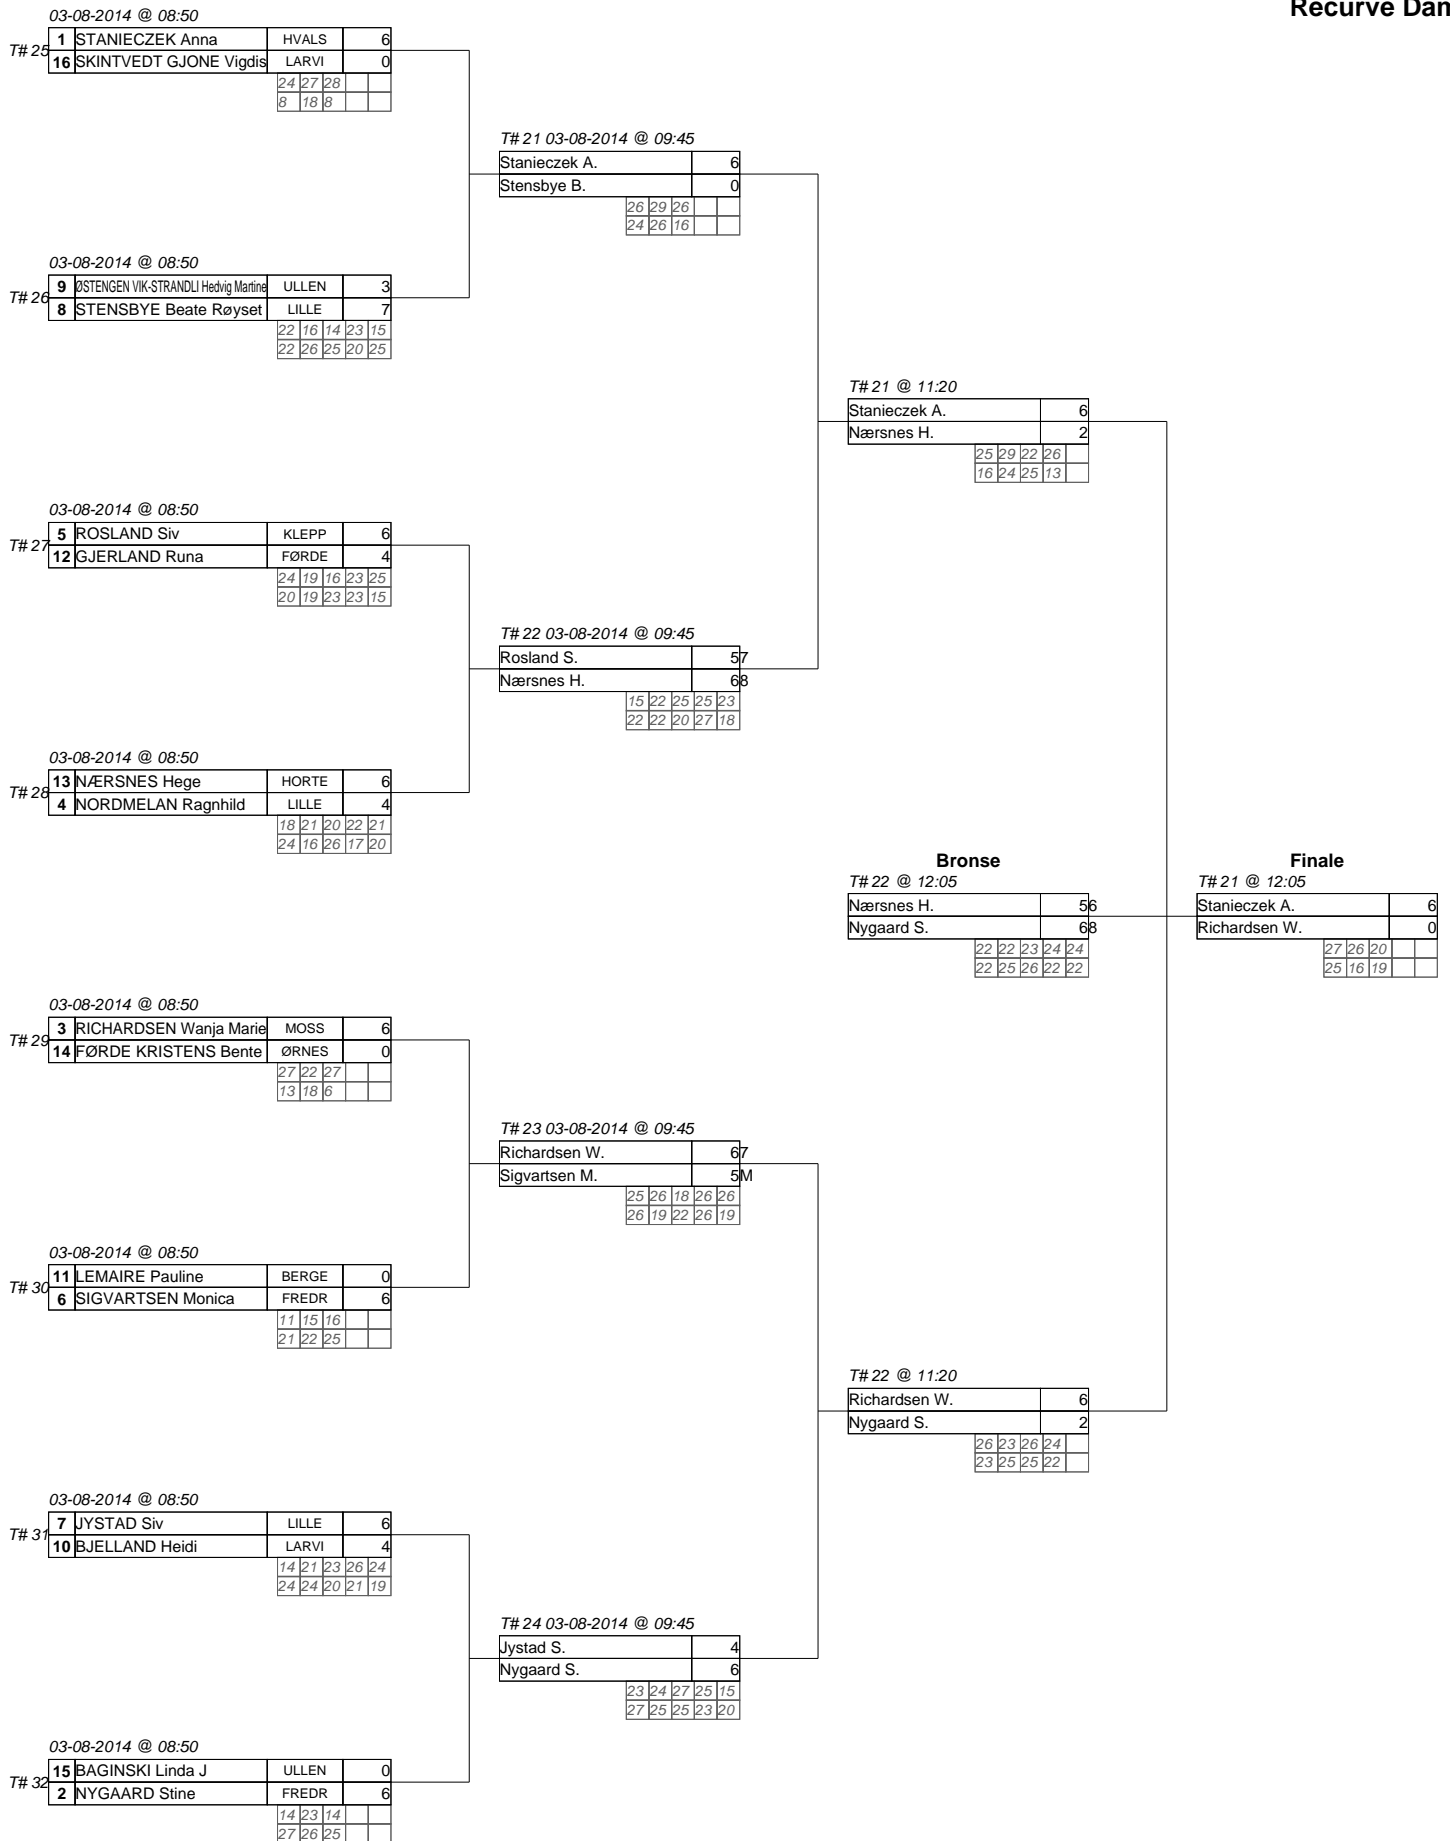 Recurve Dam
03-08-2014 @ 08:50
T# 25
1 STANIECZEK Anna HVALS 6
16 SKINTVEDT GJONE Vigdis LARVI 0
24 27 28
8 18 8
T# 21 03-08-2014 @ 09:45
Stanieczek A. 6
Stensbye B. 0
26 29 26
24 26 16
03-08-2014 @ 08:50
T# 26
9 ØSTENGEN VIK-STRANDLI Hedvig Martine ULLEN 3
8 STENSBYE Beate Røyset LILLE 7
22 16 14 23 15
22 26 25 20 25
T# 21 @ 11:20
Stanieczek A. 6
Nærsnes H. 2
25 29 22 26
16 24 25 13
03-08-2014 @ 08:50
T# 27
5 ROSLAND Siv KLEPP 6
12 GJERLAND Runa FØRDE 4
24 19 16 23 25
20 19 23 23 15
T# 22 03-08-2014 @ 09:45
Rosland S. 57
Nærsnes H. 68
15 22 25 25 23
22 22 20 27 18
03-08-2014 @ 08:50
T# 28
13 NÆRSNES Hege HORTE 6
4 NORDMELAN Ragnhild LILLE 4
18 21 20 22 21
24 16 26 17 20
Bronse
T# 22 @ 12:05
Nærsnes H. 56
Nygaard S. 68
22 22 23 24 24
22 25 26 22 22
Finale
T# 21 @ 12:05
Stanieczek A. 6
Richardsen W. 0
27 26 20
25 16 19
03-08-2014 @ 08:50
T# 29
3 RICHARDSEN Wanja Marie MOSS 6
14 FØRDE KRISTENS Bente ØRNES 0
27 22 27
13 18 6
T# 23 03-08-2014 @ 09:45
Richardsen W. 67
Sigvartsen M. 5M
25 26 18 26 26
26 19 22 26 19
03-08-2014 @ 08:50
T# 30
11 LEMAIRE Pauline BERGE 0
6 SIGVARTSEN Monica FREDR 6
11 15 16
21 22 25
T# 22 @ 11:20
Richardsen W. 6
Nygaard S. 2
26 23 26 24
23 25 25 22
03-08-2014 @ 08:50
T# 31
7 JYSTAD Siv LILLE 6
10 BJELLAND Heidi LARVI 4
14 21 23 26 24
24 24 20 21 19
T# 24 03-08-2014 @ 09:45
Jystad S. 4
Nygaard S. 6
23 24 27 25 15
27 25 25 23 20
03-08-2014 @ 08:50
T# 32
15 BAGINSKI Linda J ULLEN 0
2 NYGAARD Stine FREDR 6
14 23 14
27 26 25